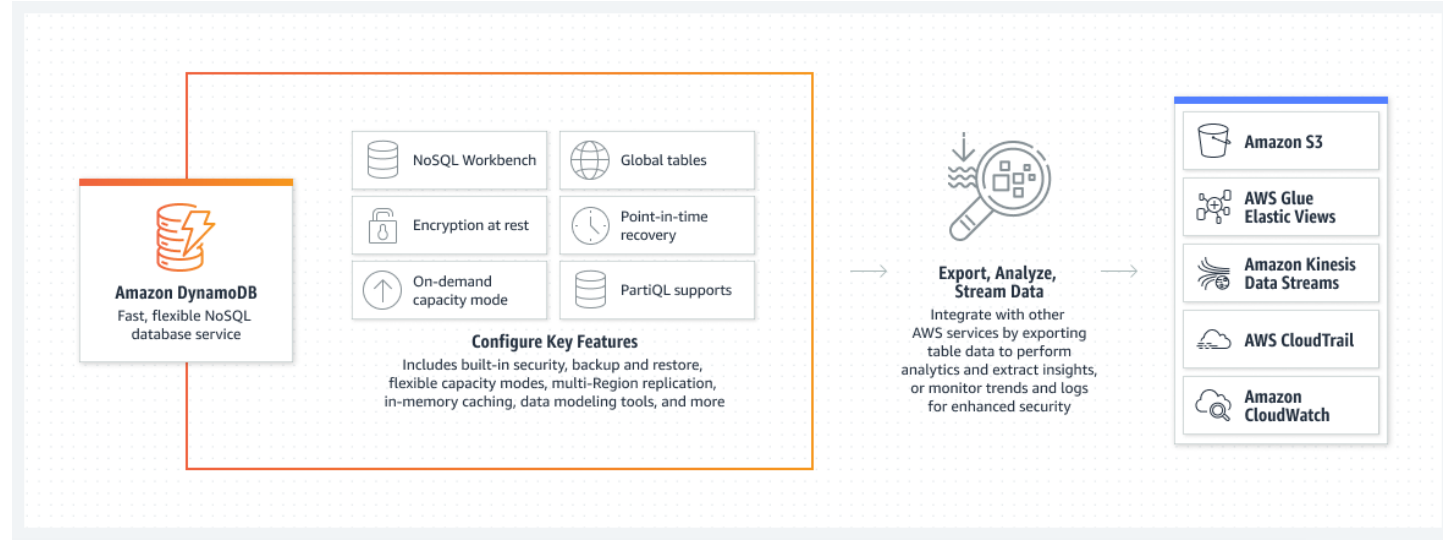 Amazon DynamoDB
Fast, flexible NoSQL
database service
NoSQL Workbench
Global tables
Encryption at rest
Point-in-time
recovery
On-demand
capacity mode
PartiQL supports
Configure Key Features
Includes built-in security, backup and restore,
flexible capacity modes, multi-Region replication,
in-memory caching, data modeling tools, and more
Export, Analyze,
Stream Data
Integrate with other
AWS services by exporting
table data to perform
analytics and extract insights,
or monitor trends and logs
for enhanced security
Amazon S3
AWS Glue
Elastic Views
Amazon Kinesis
Data Streams
AWS CloudTrail
Amazon
CloudWatch